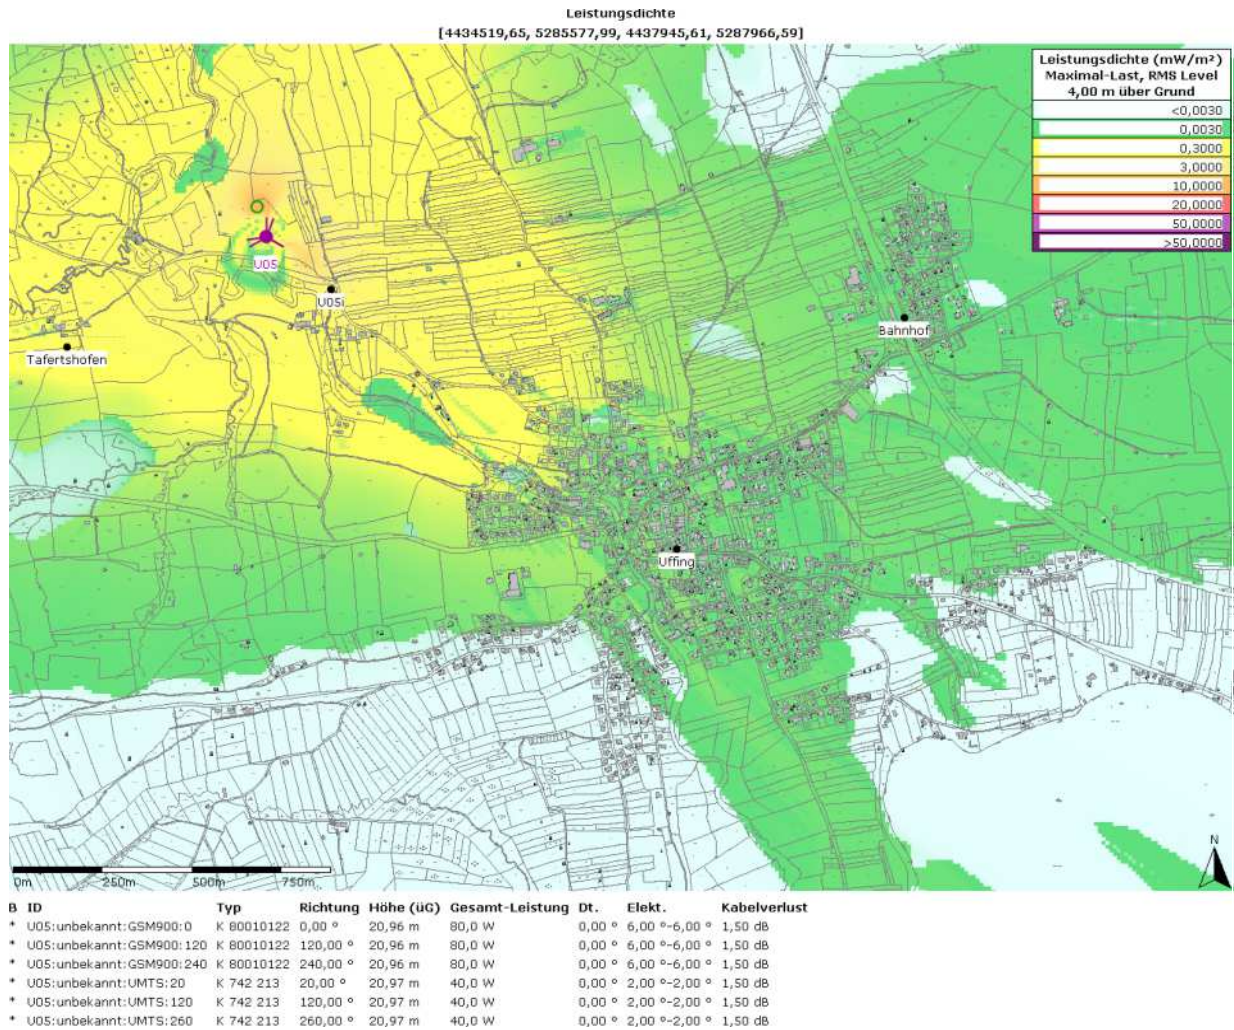 Leistungsdichte
[4434519,65, 5285577,99, 4437945,61, 5287966,59]
Leistungsdichte (mW/m²)
Maximal-Last, RMS Level
4,00 m über Grund
<0,0030
0,0030
0,3000
3,0000
10,0000
20,0000
50,0000
>50,0000
U05
U05i
Bahnhof
Tafertshofen
Uffing
N
0m 250m 500m 750m
B ID Typ Richtung Höhe (üG) Gesamt-Leistung Dt. Elekt. Kabelverlust
* U05:unbekannt:GSM900:0 K 80010122 0,00 ° 20,96 m 80,0 W 0,00 ° 6,00 °-6,00 ° 1,50 dB
* U05:unbekannt:GSM900:120 K 80010122 120,00 ° 20,96 m 80,0 W 0,00 ° 6,00 °-6,00 ° 1,50 dB
* U05:unbekannt:GSM900:240 K 80010122 240,00 ° 20,96 m 80,0 W 0,00 ° 6,00 °-6,00 ° 1,50 dB
* U05:unbekannt:UMTS:20 K 742 213 20,00 ° 20,97 m 40,0 W 0,00 ° 2,00 °-2,00 ° 1,50 dB
* U05:unbekannt:UMTS:120 K 742 213 120,00 ° 20,97 m 40,0 W 0,00 ° 2,00 °-2,00 ° 1,50 dB
* U05:unbekannt:UMTS:260 K 742 213 260,00 ° 20,97 m 40,0 W 0,00 ° 2,00 °-2,00 ° 1,50 dB